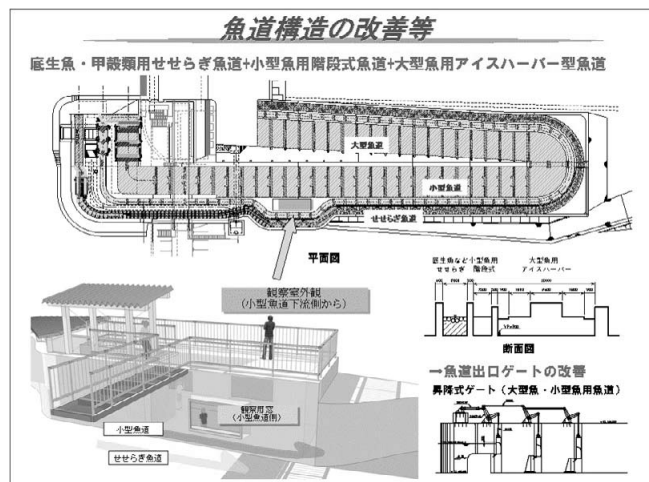 魚道構造の改善等
底生魚・甲殻類用せせらぎ魚道+小型魚用階段式魚道+大型魚用アイスハーバー型魚道
大型魚道
小型魚道
せせらぎ魚道
平面図
観察室外観
(小型魚道下流側から)
底生魚など小型魚用 大型魚用
せせらぎ 階段式 アイスハーバー
断面図
観察用窓
(小型魚道側)
小型魚道
せせらぎ魚道
→魚道出口ゲートの改善
昇降式ゲート(大型魚・小型魚用魚道)